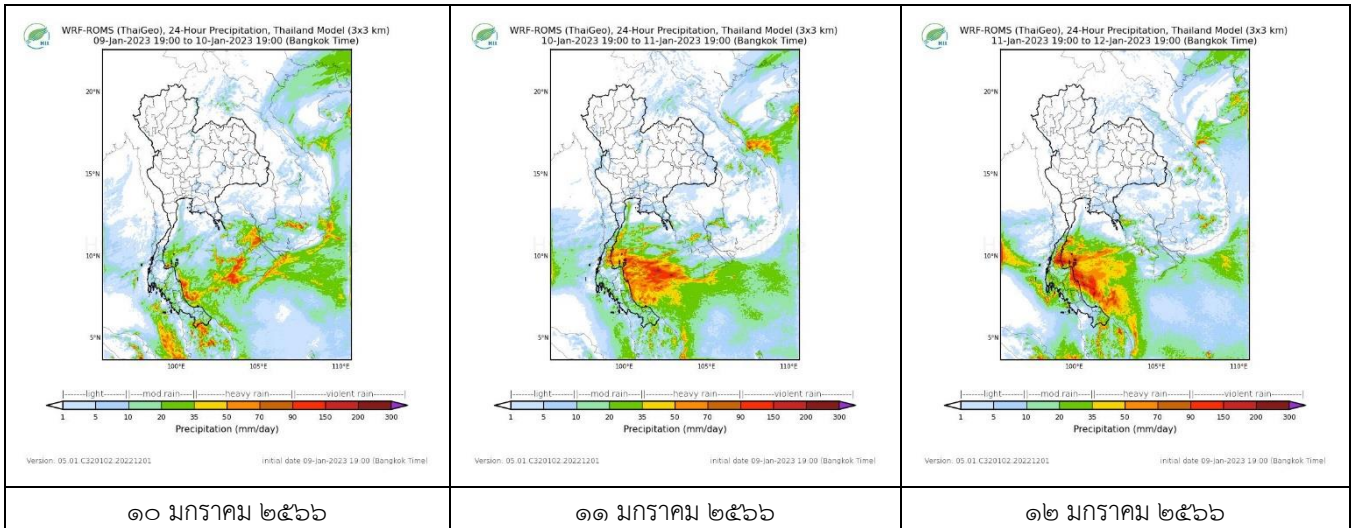 WRF-ROMS (ThaiGeo), 24-Hour Precipitation, Thailand Model (3x3 km)
09-Jan-2023 19:00 to 10-Jan-2023 19:00 (Bangkok Time)
HII
20°N
15°N
10°N
5°N
100°E 105°E 110°E
|-------light-------||---mod rain---||-------heavy rain-------||-------violent rain-------|
1 5 10 20 35 50 70 90 150 200 300
Precipitation (mm/day)
Version: 05.01.C320102.20221201 initial date 09-Jan-2023 19:00 (Bangkok Time)
๑๐ มกราคม ๒๕๖๖
WRF-ROMS (ThaiGeo), 24-Hour Precipitation, Thailand Model (3x3 km)
10-Jan-2023 19:00 to 11-Jan-2023 19:00 (Bangkok Time)
HII
20°N
15°N
10°N
5°N
100°E 105°E 110°E
|-------light-------||---mod rain---||-------heavy rain-------||-------violent rain-------|
1 5 10 20 35 50 70 90 150 200 300
Precipitation (mm/day)
Version: 05.01.C320102.20221201 initial date 09-Jan-2023 19:00 (Bangkok Time)
๑๑ มกราคม ๒๕๖๖
WRF-ROMS (ThaiGeo), 24-Hour Precipitation, Thailand Model (3x3 km)
11-Jan-2023 19:00 to 12-Jan-2023 19:00 (Bangkok Time)
HII
20°N
15°N
10°N
5°N
100°E 105°E 110°E
|-------light-------||---mod rain---||-------heavy rain-------||-------violent rain-------|
1 5 10 20 35 50 70 90 150 200 300
Precipitation (mm/day)
Version: 05.01.C320102.20221201 initial date 09-Jan-2023 19:00 (Bangkok Time)
๑๒ มกราคม ๒๕๖๖